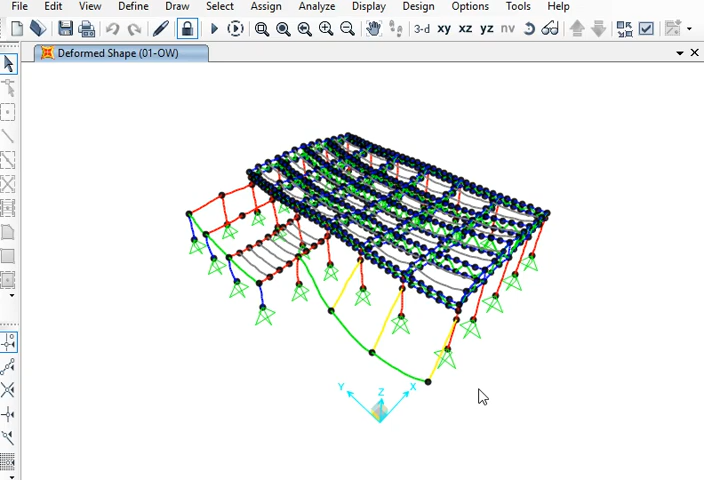 File Edit View Define Draw Select Assign Analyze Display Design Options Tools Help
3-d xy xz yz nv
Deformed Shape (01-OW)
Y Z X